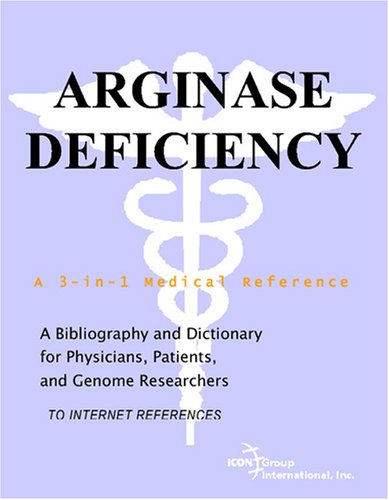 ARGINASE
DEFICIENCY
A 3-in-1 Medical Reference
A Bibliography and Dictionary
for Physicians, Patients,
and Genome Researchers
TO INTERNET REFERENCES
ICON Group
International, Inc.